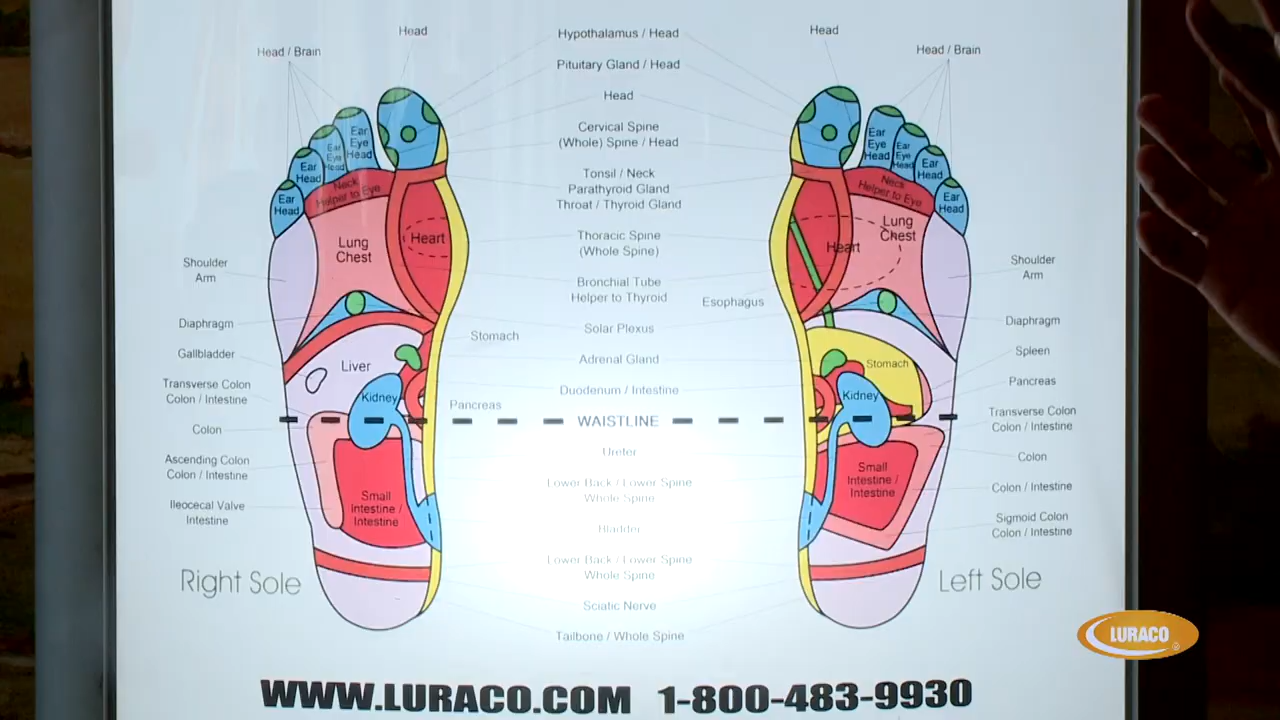 Head
Hypothalamus / Head
Head
Head / Brain
Head / Brain
Pituitary Gland / Head
Head
Cervical Spine
(Whole) Spine / Head
Tonsil / Neck
Parathyroid Gland
Throat / Thyroid Gland
Thoracic Spine
(Whole Spine)
Bronchial Tube
Helper to Thyroid
Esophagus
Solar Plexus
Stomach
Adrenal Gland
Duodenum / Intestine
Pancreas
WAISTLINE
Ureter
Lower Back / Lower Spine
Whole Spine
Bladder
Lower Back / Lower Spine
Whole Spine
Sciatic Nerve
Tailbone / Whole Spine
Ear
Eye
Head
Ear
Eye
Head
Ear
Head
Ear
Head
Neck
Helper to Eye
Lung
Chest
Heart
Shoulder
Arm
Diaphragm
Gallbladder
Liver
Transverse Colon
Colon / Intestine
Kidney
Colon
Ascending Colon
Colon / Intestine
Small
Intestine /
Intestine
Ileocecal Valve
Intestine
Right Sole
Ear
Eye
Head
Ear
Eye
Head
Ear
Head
Ear
Head
Neck
Helper to Eye
Lung
Chest
Heart
Shoulder
Arm
Diaphragm
Spleen
Stomach
Pancreas
Kidney
Transverse Colon
Colon / Intestine
Colon
Small
Intestine /
Intestine
Colon / Intestine
Sigmoid Colon
Colon / Intestine
Left Sole
LURACO
WWW.LURACO.COM 1-800-483-9930